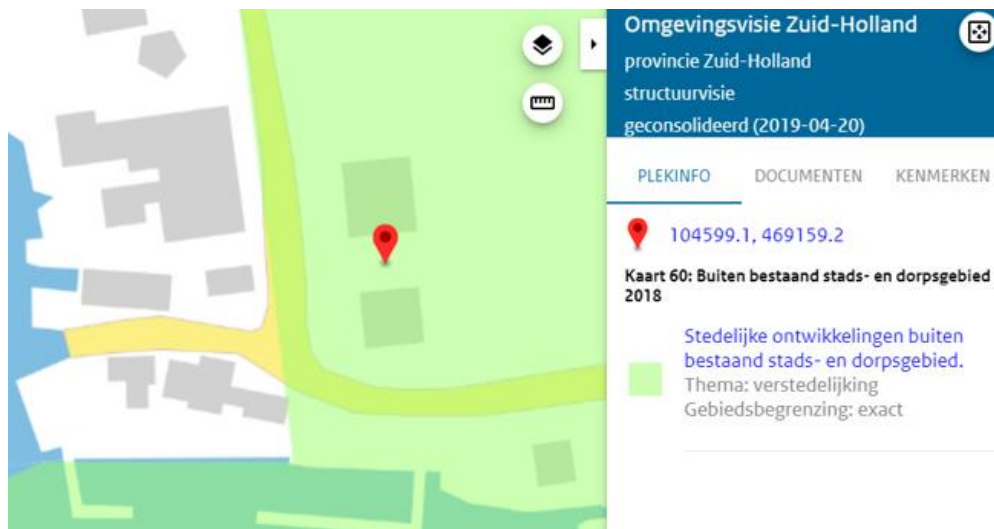 Omgevingsvisie Zuid-Holland
provincie Zuid-Holland
structuurvisie
geconsolideerd (2019-04-20)
PLEKINFO DOCUMENTEN KENMERKEN
104599.1, 469159.2
Kaart 60: Buiten bestaand stads- en dorpsgebied
2018
Stedelijke ontwikkelingen buiten
bestaand stads- en dorpsgebied.
Thema: verstedelijking
Gebiedsbegrenzing: exact